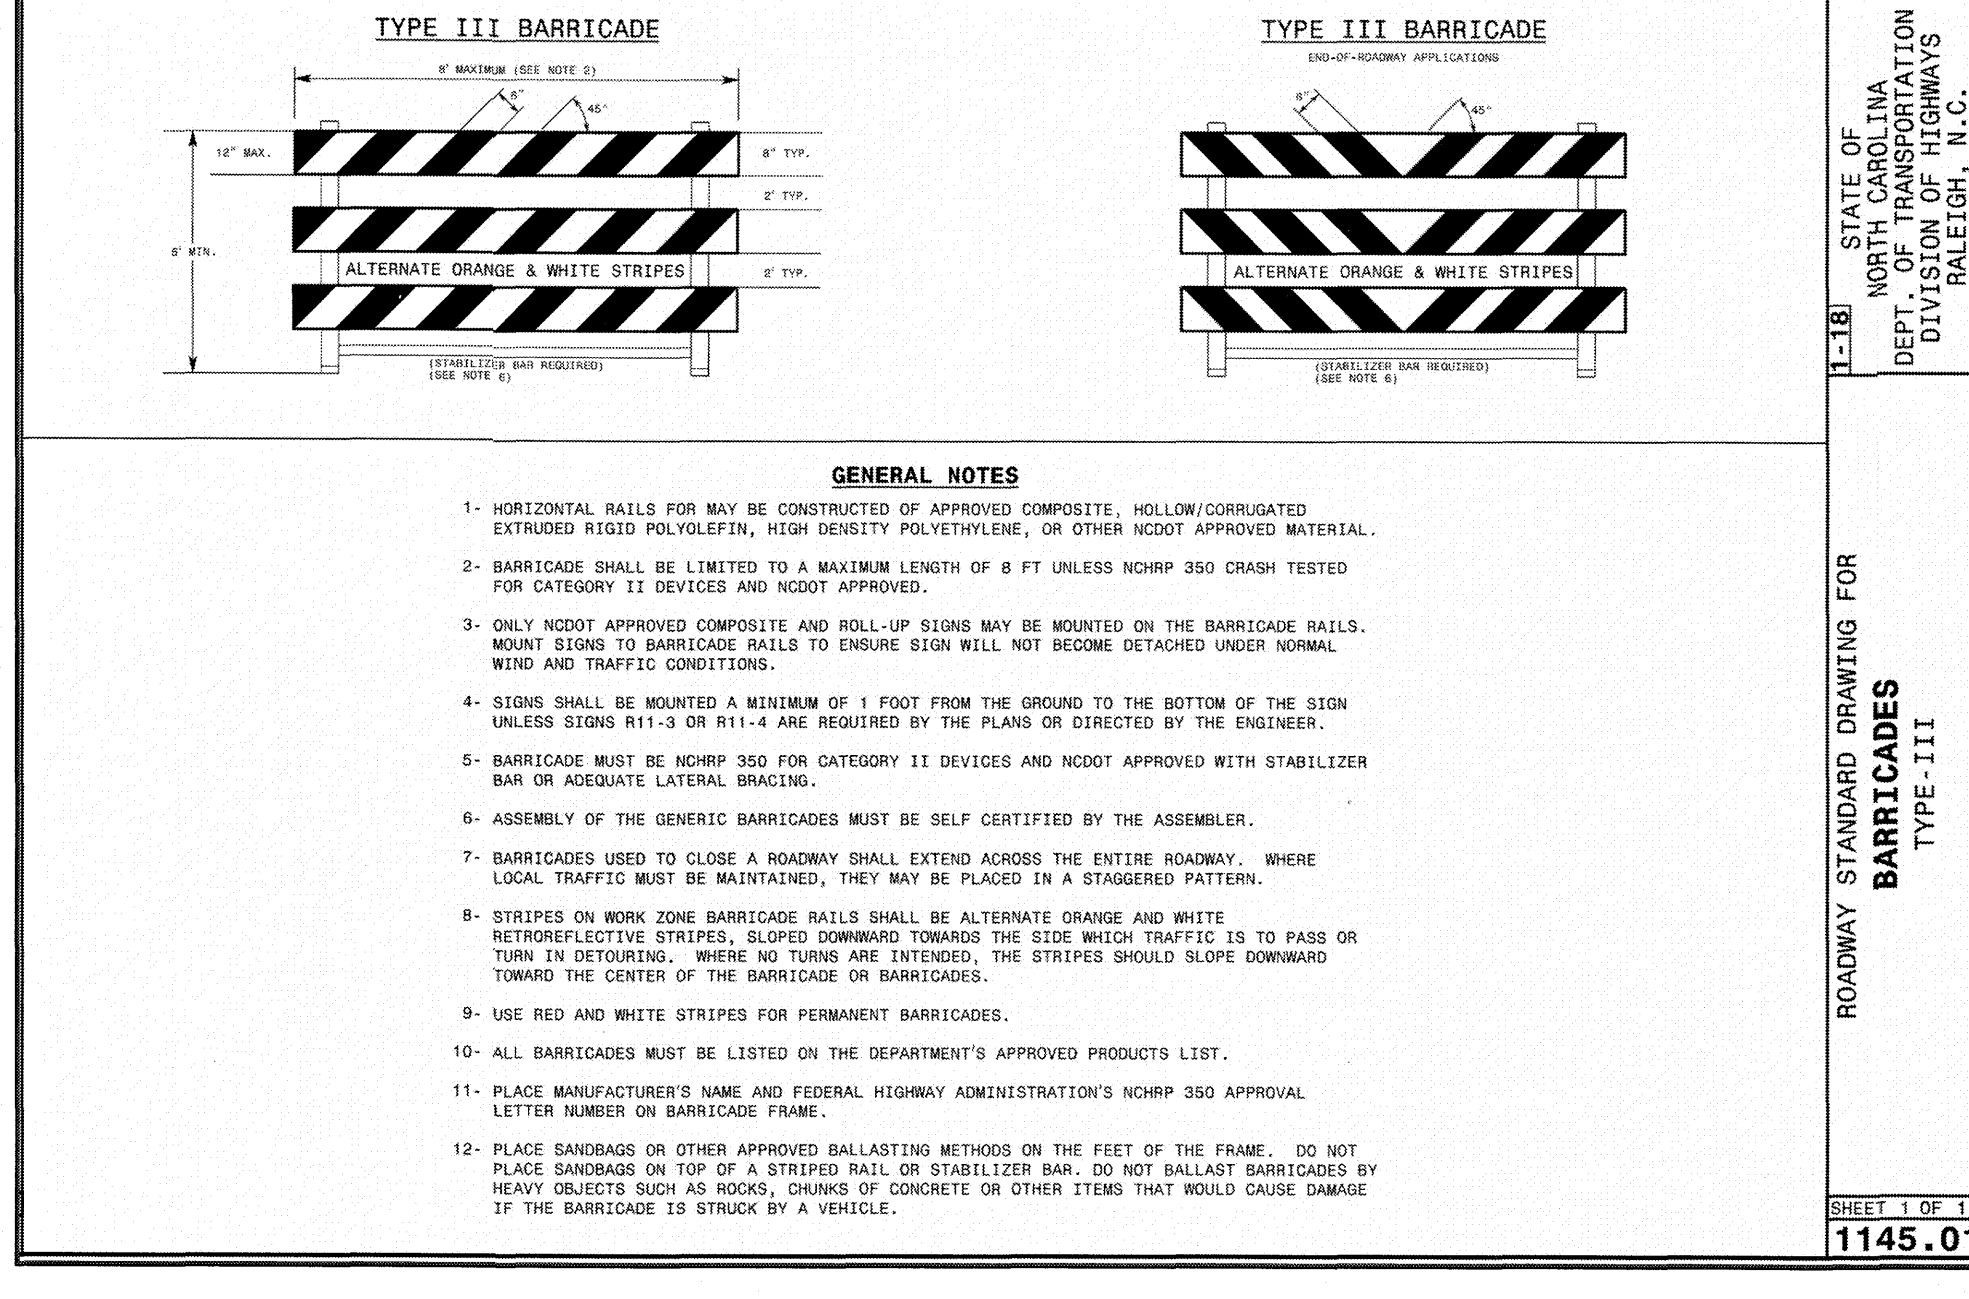 TYPE III BARRICADE
8' MAXIMUM (SEE NOTE 2)
6"
45°
12" MAX.
8" TYP.
2' TYP.
5' MIN.
ALTERNATE ORANGE & WHITE STRIPES
2' TYP.
(STABILIZER BAR REQUIRED)
(SEE NOTE 6)
TYPE III BARRICADE
END-OF-ROADWAY APPLICATIONS
6"
45°
ALTERNATE ORANGE & WHITE STRIPES
(STABILIZER BAR REQUIRED)
(SEE NOTE 6)
GENERAL NOTES
1- HORIZONTAL RAILS FOR MAY BE CONSTRUCTED OF APPROVED COMPOSITE, HOLLOW/CORRUGATED
EXTRUDED RIGID POLYOLEFIN, HIGH DENSITY POLYETHYLENE, OR OTHER NCDOT APPROVED MATERIAL.
2- BARRICADE SHALL BE LIMITED TO A MAXIMUM LENGTH OF 8 FT UNLESS NCHRP 350 CRASH TESTED
FOR CATEGORY II DEVICES AND NCDOT APPROVED.
3- ONLY NCDOT APPROVED COMPOSITE AND ROLL-UP SIGNS MAY BE MOUNTED ON THE BARRICADE RAILS.
MOUNT SIGNS TO BARRICADE RAILS TO ENSURE SIGN WILL NOT BECOME DETACHED UNDER NORMAL
WIND AND TRAFFIC CONDITIONS.
4- SIGNS SHALL BE MOUNTED A MINIMUM OF 1 FOOT FROM THE GROUND TO THE BOTTOM OF THE SIGN
UNLESS SIGNS R11-3 OR R11-4 ARE REQUIRED BY THE PLANS OR DIRECTED BY THE ENGINEER.
5- BARRICADE MUST BE NCHRP 350 FOR CATEGORY II DEVICES AND NCDOT APPROVED WITH STABILIZER
BAR OR ADEQUATE LATERAL BRACING.
6- ASSEMBLY OF THE GENERIC BARRICADES MUST BE SELF CERTIFIED BY THE ASSEMBLER.
7- BARRICADES USED TO CLOSE A ROADWAY SHALL EXTEND ACROSS THE ENTIRE ROADWAY. WHERE
LOCAL TRAFFIC MUST BE MAINTAINED, THEY MAY BE PLACED IN A STAGGERED PATTERN.
8- STRIPES ON WORK ZONE BARRICADE RAILS SHALL BE ALTERNATE ORANGE AND WHITE
RETROREFLECTIVE STRIPES, SLOPED DOWNWARD TOWARDS THE SIDE WHICH TRAFFIC IS TO PASS OR
TURN IN DETOURING. WHERE NO TURNS ARE INTENDED, THE STRIPES SHOULD SLOPE DOWNWARD
TOWARD THE CENTER OF THE BARRICADE OR BARRICADES.
9- USE RED AND WHITE STRIPES FOR PERMANENT BARRICADES.
10- ALL BARRICADES MUST BE LISTED ON THE DEPARTMENT'S APPROVED PRODUCTS LIST.
11- PLACE MANUFACTURER'S NAME AND FEDERAL HIGHWAY ADMINISTRATION'S NCHRP 350 APPROVAL
LETTER NUMBER ON BARRICADE FRAME.
12- PLACE SANDBAGS OR OTHER APPROVED BALLASTING METHODS ON THE FEET OF THE FRAME. DO NOT
PLACE SANDBAGS ON TOP OF A STRIPED RAIL OR STABILIZER BAR. DO NOT BALLAST BARRICADES BY
HEAVY OBJECTS SUCH AS ROCKS, CHUNKS OF CONCRETE OR OTHER ITEMS THAT WOULD CAUSE DAMAGE
IF THE BARRICADE IS STRUCK BY A VEHICLE.
1-18
STATE OF
NORTH CAROLINA
DEPT. OF TRANSPORTATION
DIVISION OF HIGHWAYS
RALEIGH, N.C.
ROADWAY STANDARD DRAWING FOR
BARRICADES
TYPE-III
SHEET 1 OF 1
1145.01